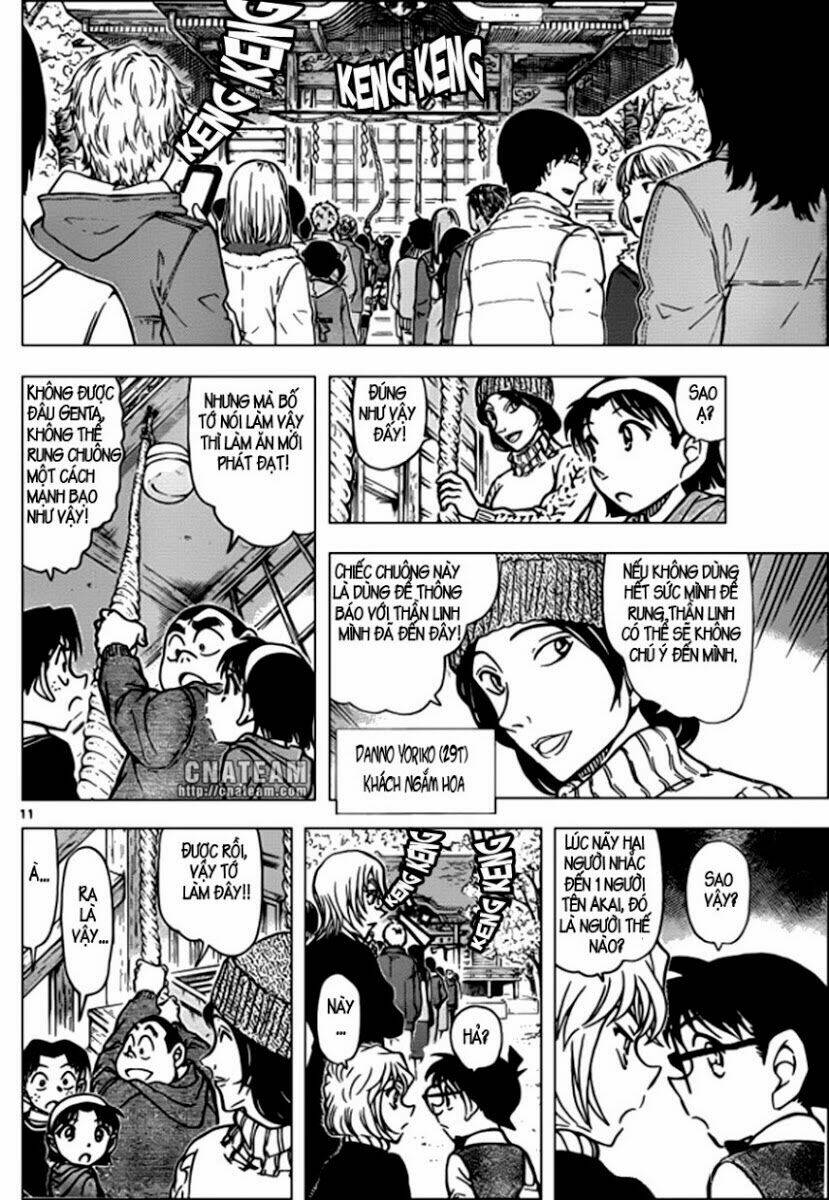 KENG KENG
KENG KENG
KHÔNG ĐƯỢC
ĐÂU GENTA,
KHÔNG THỂ
RUNG CHUÔNG
MỘT CÁCH
MẠNH BẠO
NHƯ VẬY!
NHƯNG MÀ BỐ
TỚ NÓI LÀM VẬY
THÌ LÀM ĂN MỚI
PHÁT ĐẠT!
ĐÚNG
NHƯ VẬY
ĐẤY!
SAO
Ạ?
CHIẾC CHUÔNG NÀY
LÀ DÙNG ĐỂ THÔNG
BÁO VỚI THẦN LINH
MÌNH ĐÃ ĐẾN ĐÂY!
NẾU KHÔNG DÙNG
HẾT SỨC MÌNH ĐỂ
RUNG, THẦN LINH
CÓ THỂ SẼ KHÔNG
CHÚ Ý ĐẾN MÌNH.
DANNO YORIKO (29T)
KHÁCH NGẮM HOA
CNATEAM
http://cnateam.com
11
À...
RA
LÀ
VẬY...
ĐƯỢC RỒI,
VẬY TỚ
LÀM ĐÂY!!
KENG KENG
KENG KENG
NÀY
...
HẢ?
LÚC NÃY HAI
NGƯỜI NHẮC
ĐẾN 1 NGƯỜI
TÊN AKAI, ĐÓ
LÀ NGƯỜI THẾ
NÀO?
SAO
VẬY?